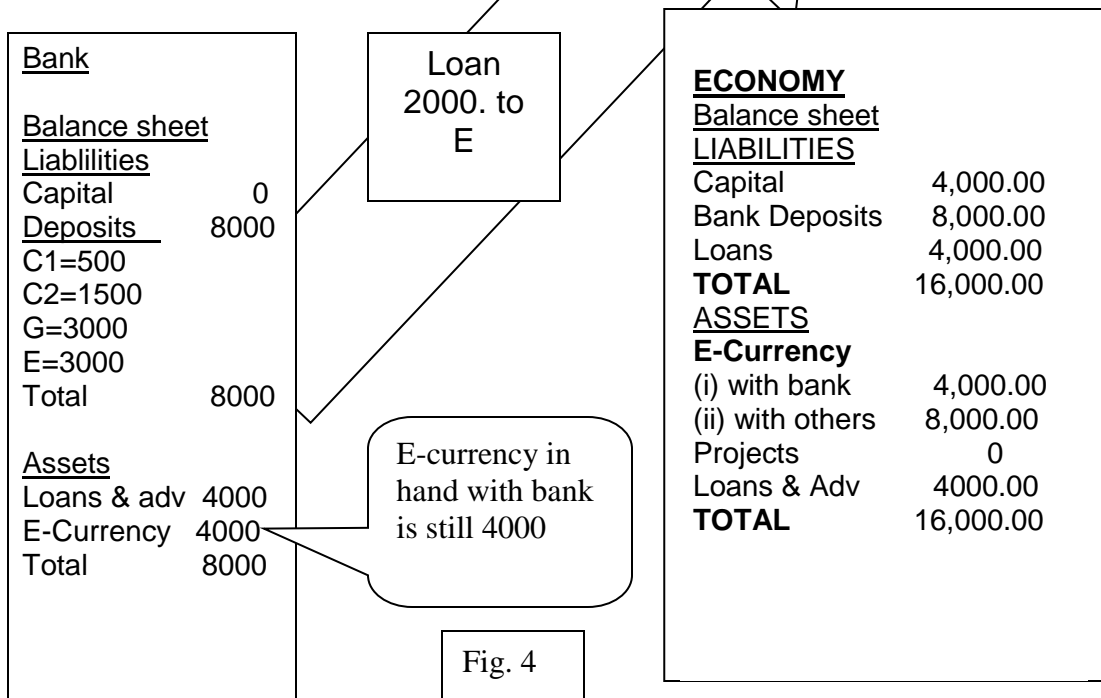 Bank
Balance sheet
Liablilities
Capital 0
Deposits 8000
C1=500
C2=1500
G=3000
E=3000
Total 8000
Assets
Loans & adv 4000
E-Currency 4000
Total 8000
Loan
2000. to
E
E-currency in
hand with bank
is still 4000
Fig. 4
ECONOMY
Balance sheet
LIABILITIES
Capital 4,000.00
Bank Deposits 8,000.00
Loans 4,000.00
TOTAL 16,000.00
ASSETS
E-Currency
(i) with bank 4,000.00
(ii) with others 8,000.00
Projects 0
Loans & Adv 4000.00
TOTAL 16,000.00